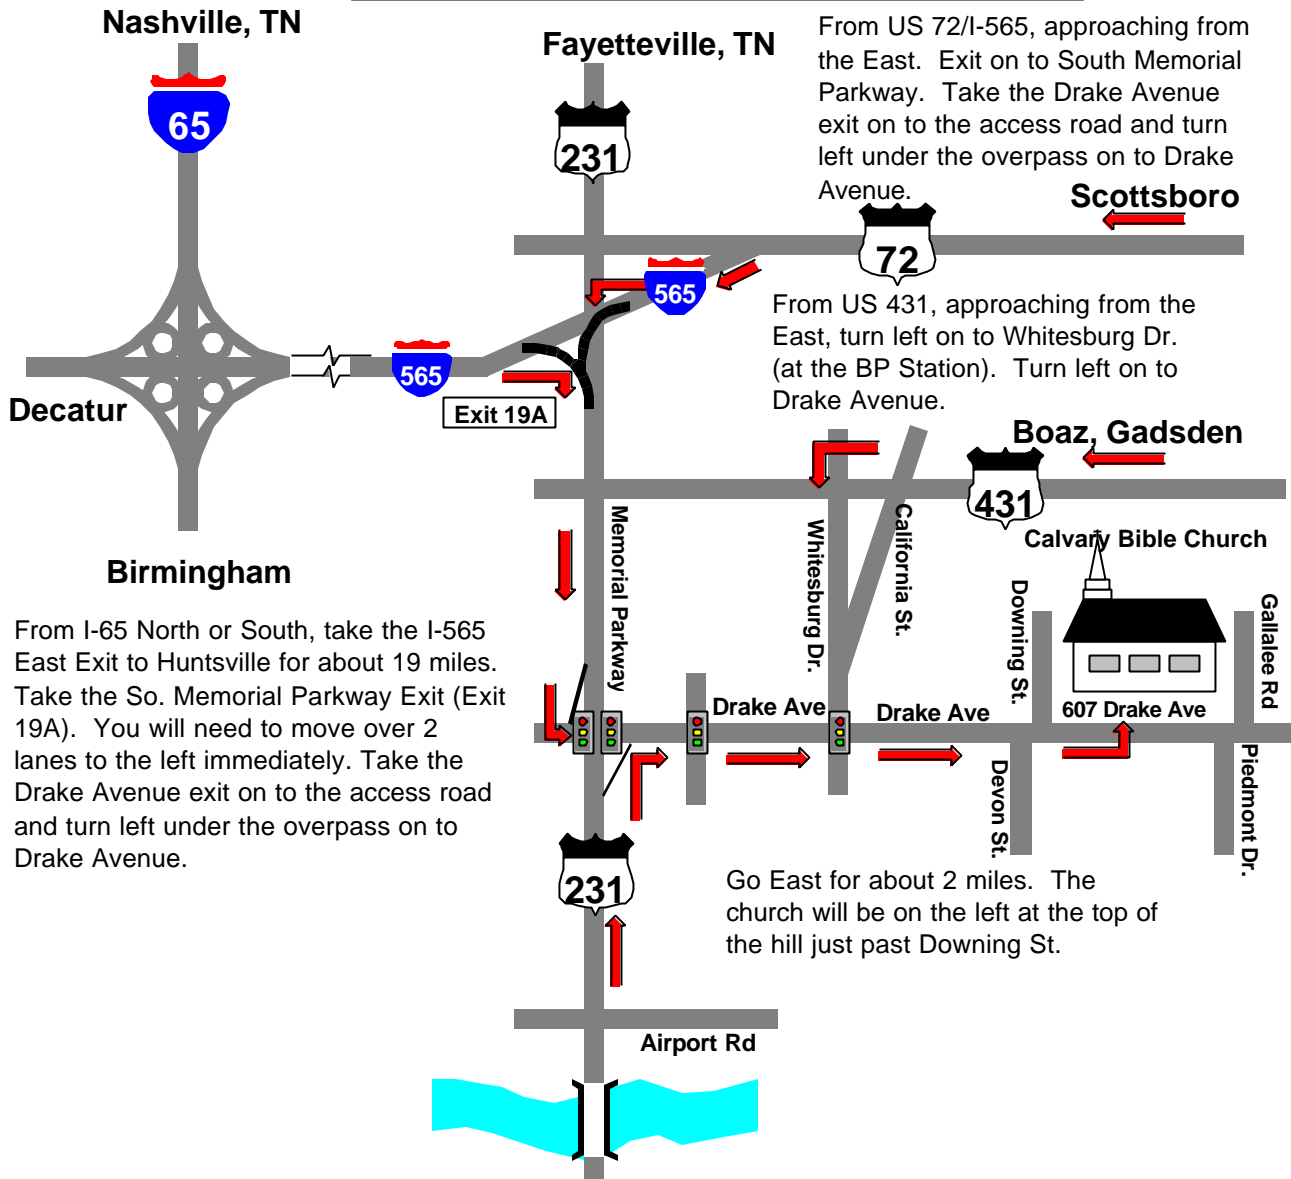 Nashville, TN
Fayetteville, TN
From US 72/I-565, approaching from
the East. Exit on to South Memorial
Parkway. Take the Drake Avenue
exit on to the access road and turn
left under the overpass on to Drake
Avenue.
65
231
Scottsboro
72
565
From US 431, approaching from the
East, turn left on to Whitesburg Dr.
(at the BP Station). Turn left on to
Drake Avenue.
565
Decatur
Exit 19A
Boaz, Gadsden
431
Birmingham
Memorial Parkway
Whitesburg Dr.
California St.
Calvary Bible Church
Downing St.
Gallalee Rd
From I-65 North or South, take the I-565
East Exit to Huntsville for about 19 miles.
Take the So. Memorial Parkway Exit (Exit
19A). You will need to move over 2
lanes to the left immediately. Take the
Drake Avenue exit on to the access road
and turn left under the overpass on to
Drake Avenue.
Drake Ave
Drake Ave
607 Drake Ave
Devon St.
Piedmont Dr.
231
Go East for about 2 miles. The
church will be on the left at the top of
the hill just past Downing St.
Airport Rd